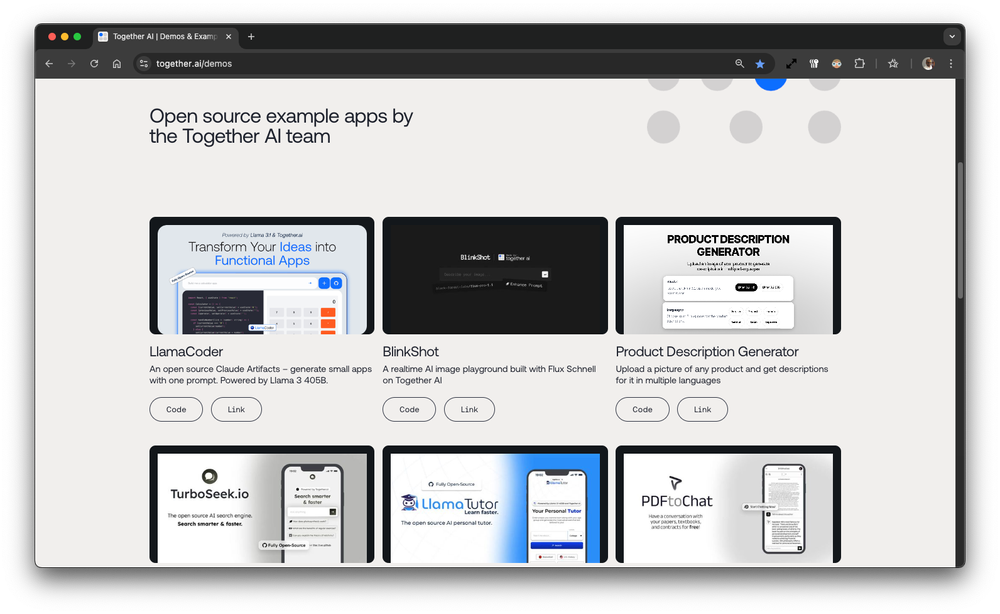 Together AI | Demos & Examp
together.ai/demos
Open source example apps by
the Together AI team
Powered by Llama 3.1 & Together.ai
Transform Your Ideas into
Functional Apps
LlamaCoder
BlinkShot
together.ai
Enhance Prompt
PRODUCT DESCRIPTION
GENERATOR
LlamaCoder
BlinkShot
Product Description Generator
An open source Claude Artifacts – generate small apps
with one prompt. Powered by Llama 3 405B.
A realtime AI image playground built with Flux Schnell
on Together AI
Upload a picture of any product and get descriptions
for it in multiple languages
Code
Link
Code
Link
Code
Link
TurboSeek.io
The open source AI search engine.
Search smarter & faster.
Search smarter
& faster
Fully Open-Source
Fully Open-Source
LlamaTutor
Learn faster.
The open source AI personal tutor.
LlamaTutor
Your Personal Tutor
PDFtoChat
Have a conversation with
your papers, textbooks,
and contracts for free!